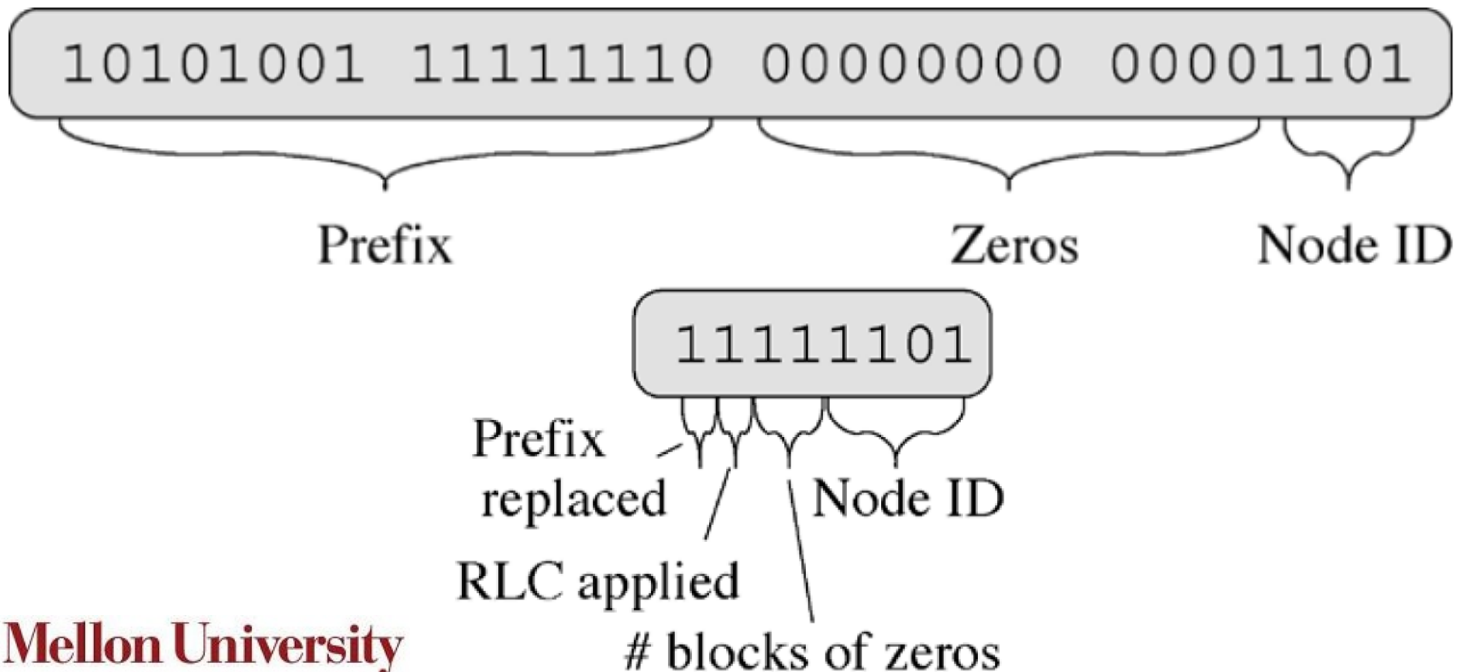 10101001 11111110 00000000 00001101
Prefix Zeros Node ID
11111101
Prefix
replaced Node ID
RLC applied
# blocks of zeros
Mellon University